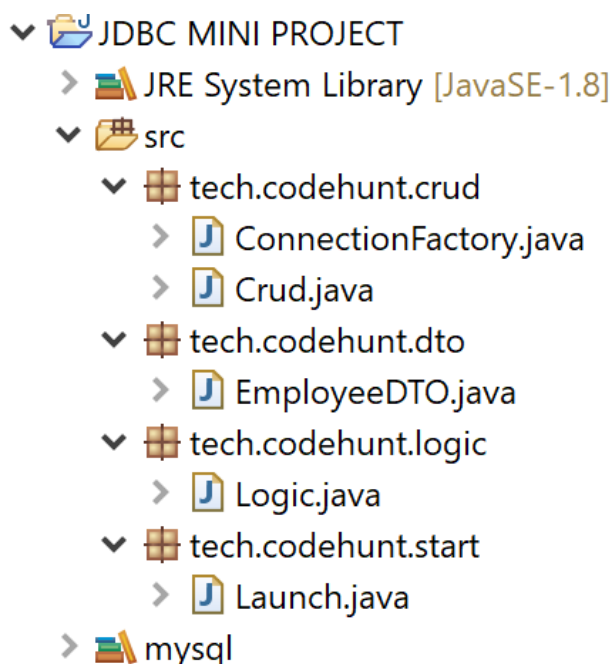 JDBC MINI PROJECT
JRE System Library [JavaSE-1.8]
src
tech.codehunt.crud
ConnectionFactory.java
Crud.java
tech.codehunt.dto
EmployeeDTO.java
tech.codehunt.logic
Logic.java
tech.codehunt.start
Launch.java
mysql